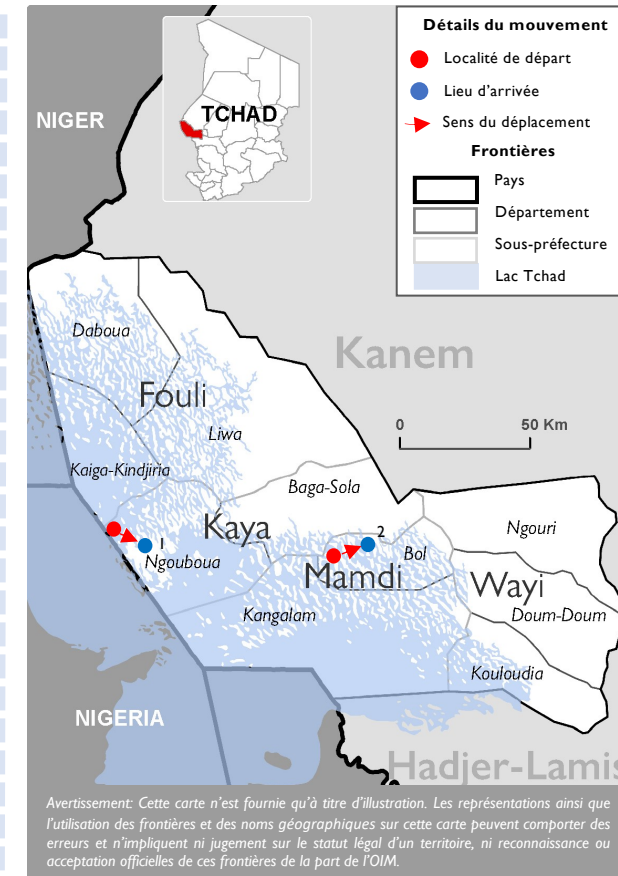 Détails du mouvement
Localité de départ
Lieu d'arrivée
Sens du déplacement
Frontières
Pays
Département
Sous-préfecture
Lac Tchad
NIGER
TCHAD
Kanem
Daboua
Fouli
Liwa
0 50 Km
Kaiga-Kindjiria
Baga-Sola
Kaya
Ngouri
1
2
Ngouboua
Bol
Mamdi
Wayi
Kangalam
Doum-Doum
Kouloudia
NIGERIA
Hadjer-Lamis
Avertissement: Cette carte n'est fournie qu'à titre d'illustration. Les représentations ainsi que
l'utilisation des frontières et des noms géographiques sur cette carte peuvent comporter des
erreurs et n'impliquent ni jugement sur le statut légal d'un territoire, ni reconnaissance ou
acceptation officielles de ces frontières de la part de l'OIM.